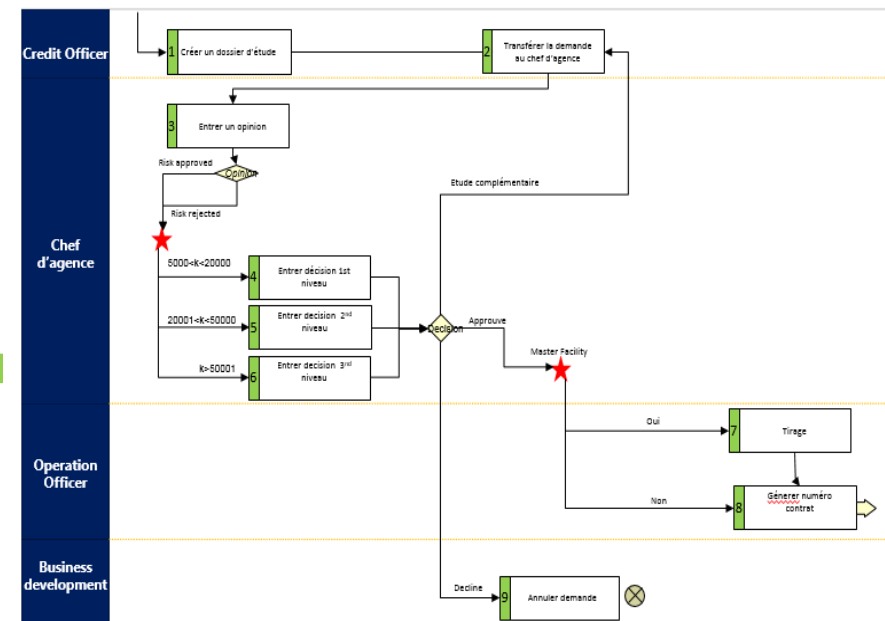 Credit Officer
1
Créer un dossier d'étude
2
Transférer la demande
au chef d'agence
Chef
d'agence
3
Entrer un opinion
Risk approved
Opinion
Risk rejected
Etude complémentaire
5000<K<20000
4
Entrer décision 1st
niveau
20001<K<50000
5
Entrer decision 2nd
niveau
K>50001
6
Entrer decision 3rd
niveau
Decision
Approuve
Master Facility
Operation
Officer
Oui
7
Tirage
Non
8
Génerer numéro
contrat
Business
development
Decline
9
Annuler demande